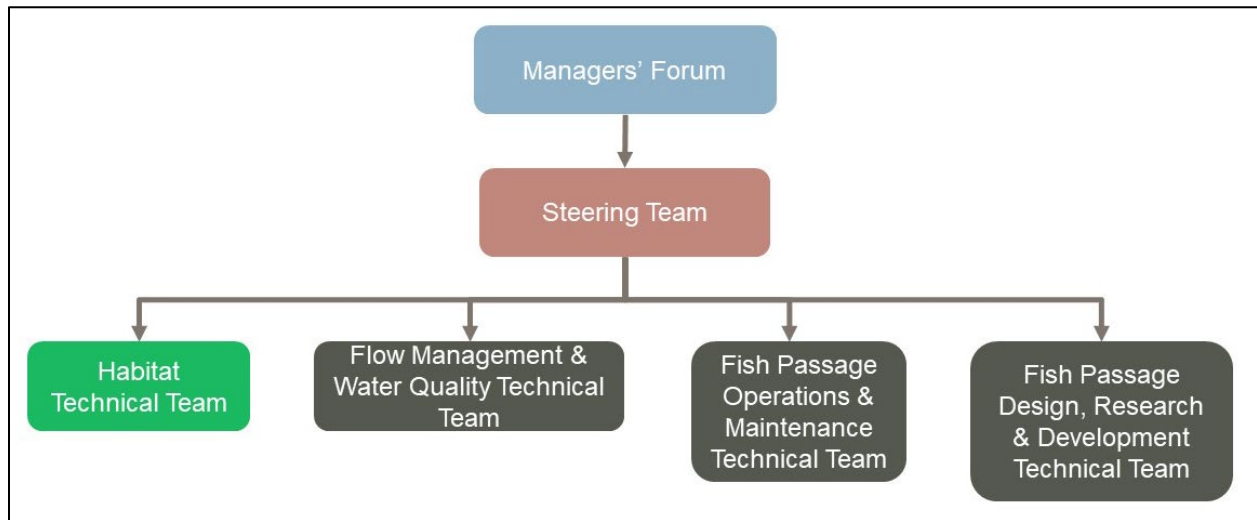 Managers’ Forum
Steering Team
Habitat
Technical Team
Flow Management &
Water Quality Technical
Team
Fish Passage
Operations &
Maintenance
Technical Team
Fish Passage
Design, Research
& Development
Technical Team